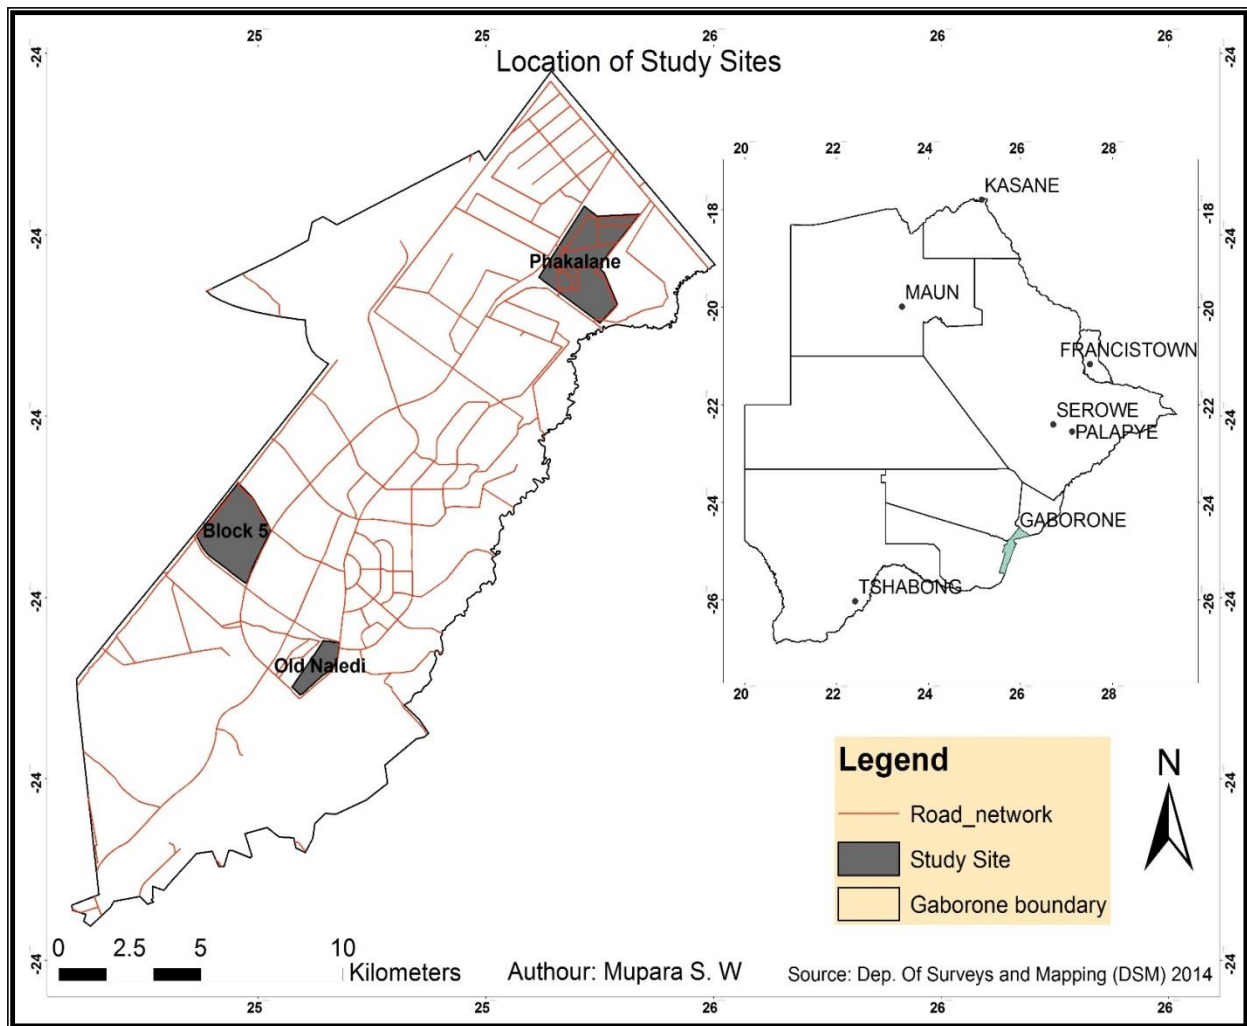 25 25 26 26 26
Location of Study Sites
-24 -24 -24 -24 -24 -24
-24 -24 -24 -24 -24 -24
Phakalane
Block 5
Old Naledi
20 22 24 26 28
-18 -20 -22 -24 -26
-18 -20 -22 -24 -26
KASANE
MAUN
FRANCISTOWN
SEROWE
PALAPYE
GABORONE
TSHABONG
20 22 24 26 28
Legend
Road_network
Study Site
Gaborone boundary
N
0 2.5 5 10
Kilometers
Authour: Mupara S. W
Source: Dep. Of Surveys and Mapping (DSM) 2014
25 25 26 26 26